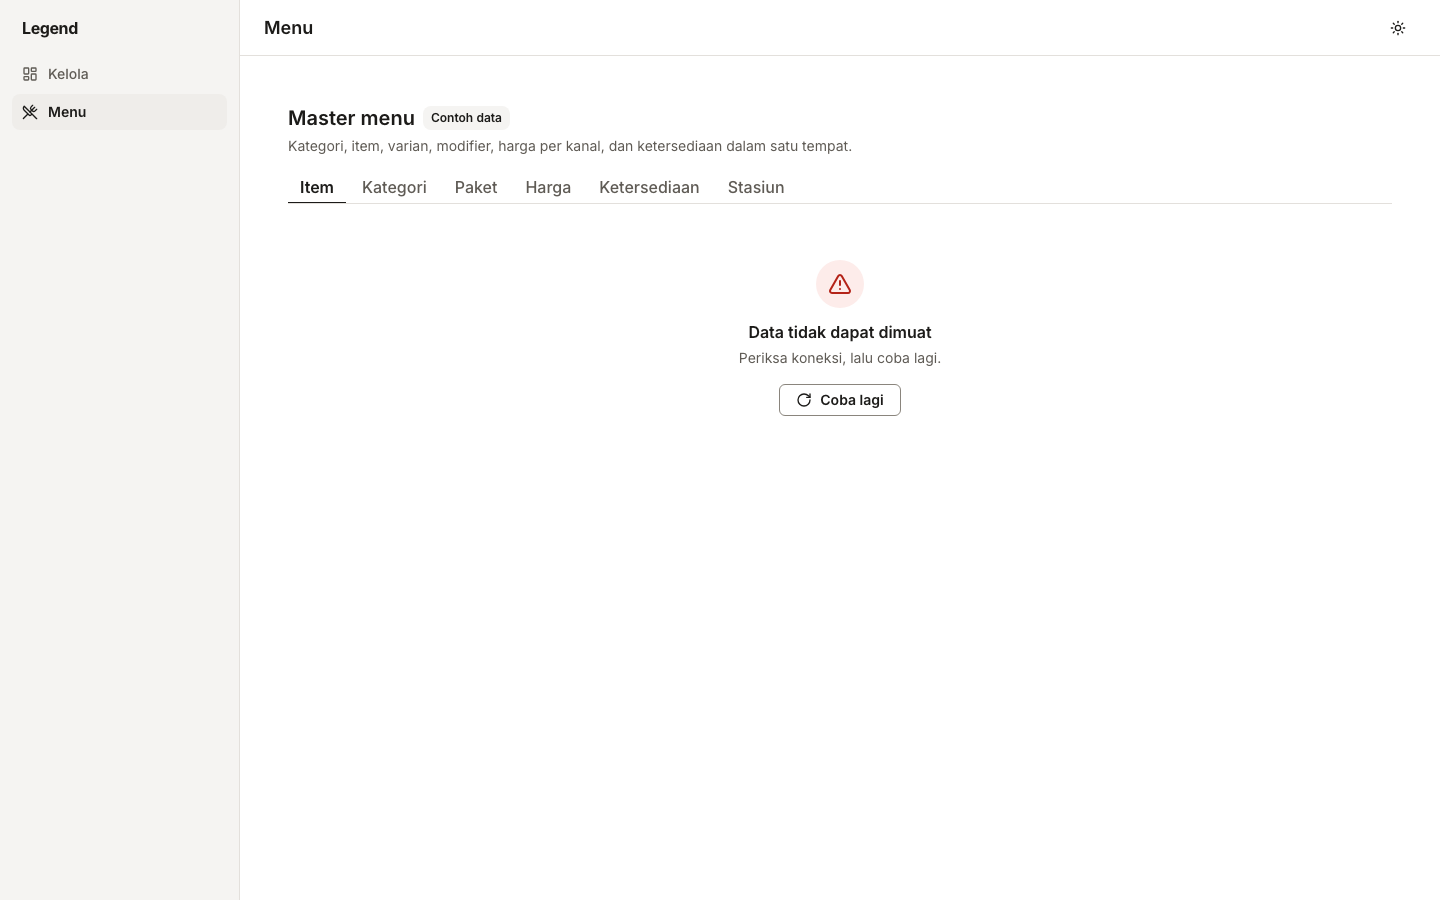 Legend
Kelola
Menu
Menu
Master menu
Contoh data
Kategori, item, varian, modifier, harga per kanal, dan ketersediaan dalam satu tempat.
Item
Kategori
Paket
Harga
Ketersediaan
Stasiun
Data tidak dapat dimuat
Periksa koneksi, lalu coba lagi.
Coba lagi